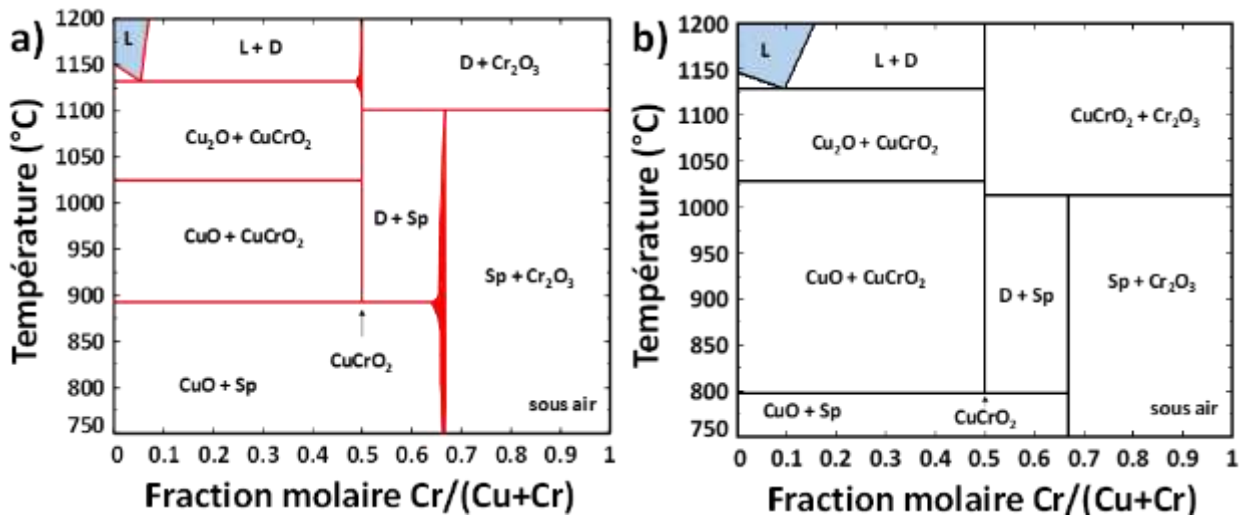 a)
Température (°C)
1200
1150
1100
1050
1000
950
900
850
800
750
L
L + D
D + Cr₂O₃
Cu₂O + CuCrO₂
CuO + CuCrO₂
D + Sp
Sp + Cr₂O₃
CuCrO₂
CuO + Sp
sous air
0 0.1 0.2 0.3 0.4 0.5 0.6 0.7 0.8 0.9 1
Fraction molaire Cr/(Cu+Cr)
b)
Température (°C)
1200
1150
1100
1050
1000
950
900
850
800
750
L
L + D
CuCrO₂ + Cr₂O₃
Cu₂O + CuCrO₂
CuO + CuCrO₂
D + Sp
Sp + Cr₂O₃
CuO + Sp
CuCrO₂
sous air
0 0.1 0.2 0.3 0.4 0.5 0.6 0.7 0.8 0.9 1
Fraction molaire Cr/(Cu+Cr)